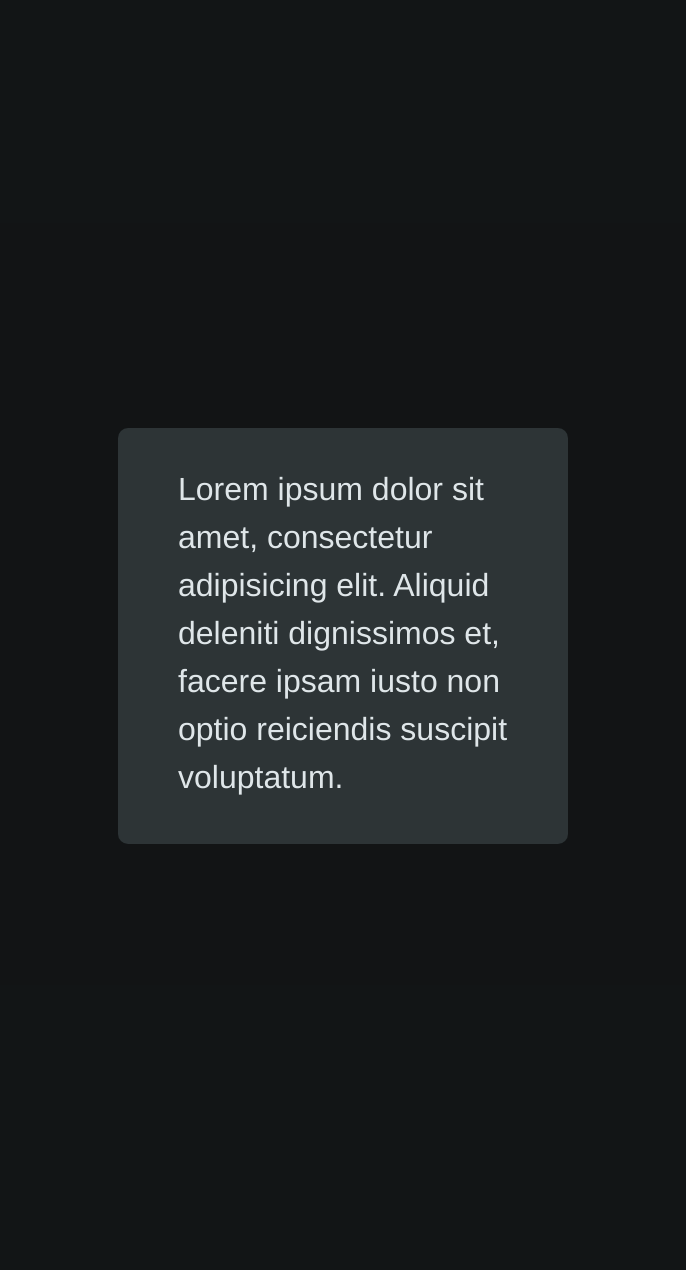 Lorem ipsum dolor sit
amet, consectetur
adipisicing elit. Aliquid
deleniti dignissimos et,
facere ipsam iusto non
optio reiciendis suscipit
voluptatum.